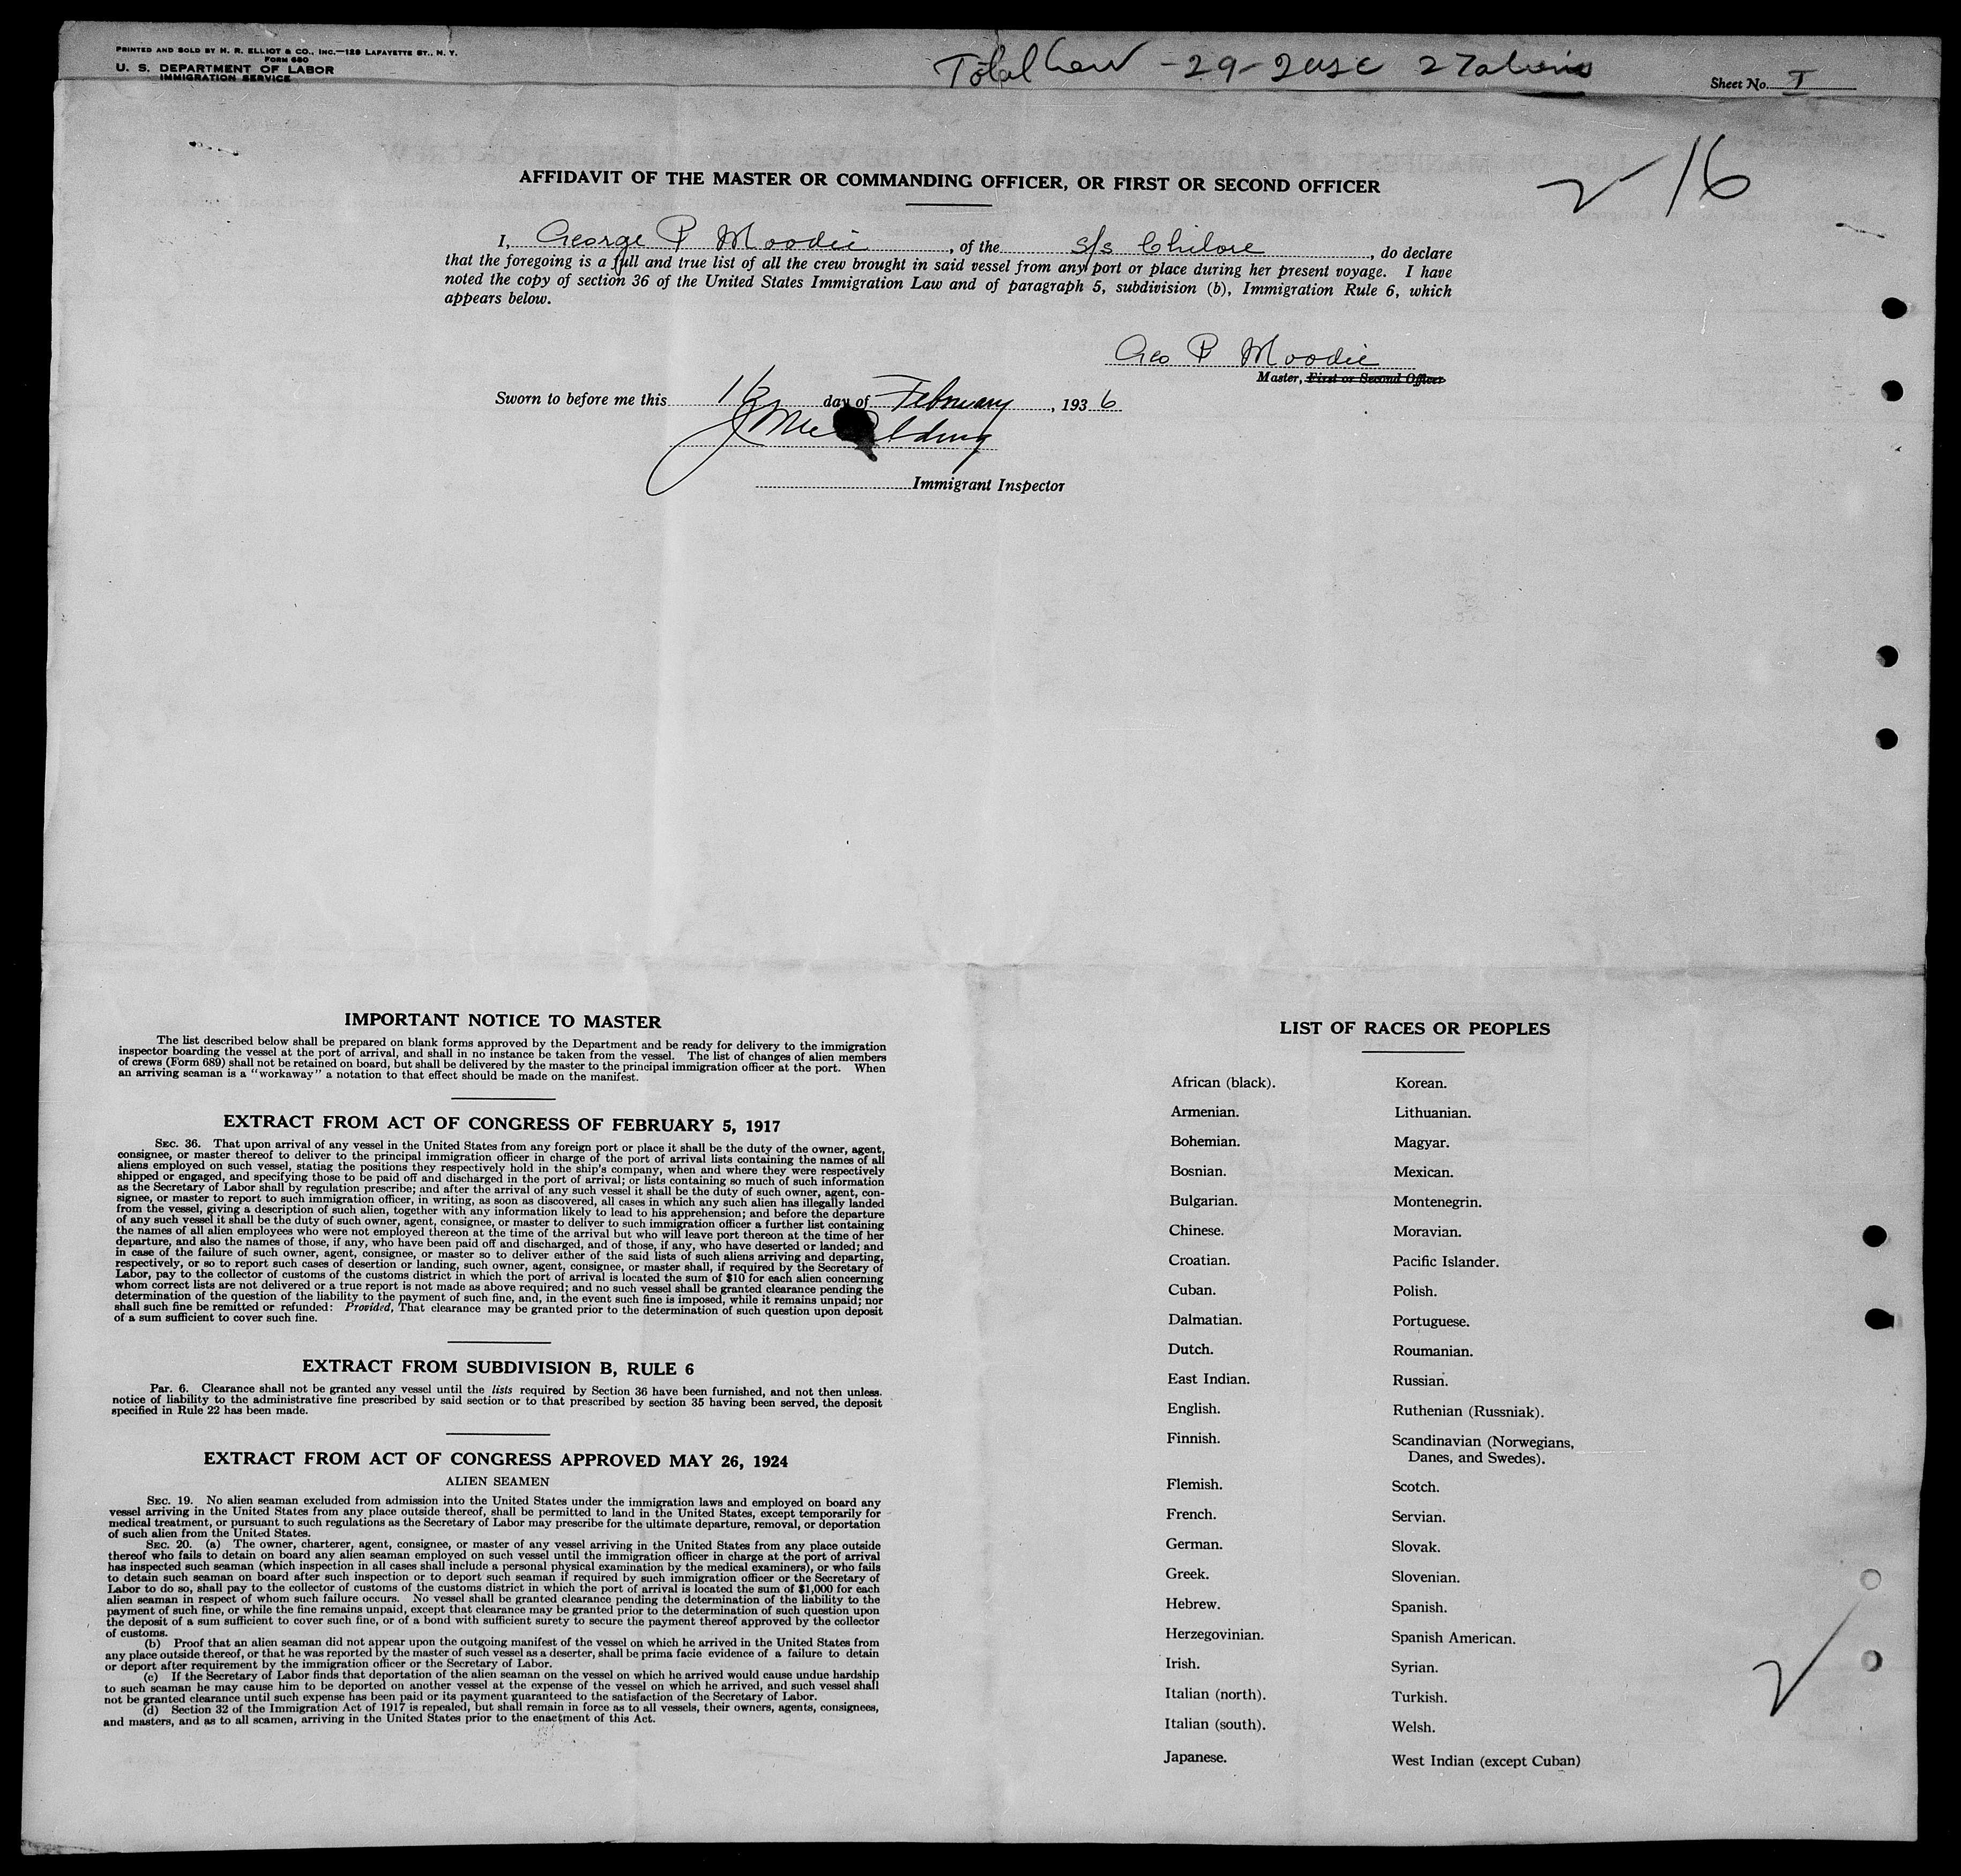 PRINTED AND SOLD BY H. R. ELLIOT & CO., INC.—129 LAFAYETTE ST., N. Y.
FORM 680
U. S. DEPARTMENT OF LABOR
IMMIGRATION SERVICE
Total Crew - 29 - 2 USC 2
Sheet No. I
✓ 16
AFFIDAVIT OF THE MASTER OR COMMANDING OFFICER, OR FIRST OR SECOND OFFICER
I, George P Moodie, of the s/s Chilore, do declare
that the foregoing is a full and true list of all the crew brought in said vessel from any port or place during her present voyage. I have
noted the copy of section 36 of the United States Immigration Law and of paragraph 5, subdivision (b), Immigration Rule 6, which
appears below.
Geo P Moodie
Master, First or Second Officer
Sworn to before me this day of February, 1936
Immigrant Inspector
IMPORTANT NOTICE TO MASTER
The list described below shall be prepared on blank forms approved by the Department and be ready for delivery to the immigration
inspector boarding the vessel at the port of arrival, and shall in no instance be taken from the vessel. The list of changes of alien members
of crews (Form 689) shall not be retained on board, but shall be delivered by the master to the principal immigration officer at the port. When
an arriving seaman is a "workaway" a notation to that effect should be made on the manifest.
EXTRACT FROM ACT OF CONGRESS OF FEBRUARY 5, 1917
SEC. 36. That upon arrival of any vessel in the United States from any foreign port or place it shall be the duty of the owner, agent,
consignee, or master thereof to deliver to the principal immigration officer in charge of the port of arrival lists containing the names of all
aliens employed on such vessel, stating the positions they respectively hold in the ship's company, when and where they were respectively
shipped or engaged, and specifying those to be paid off and discharged in the port of arrival; or lists containing so much of such information
as the Secretary of Labor shall by regulation prescribe; and after the arrival of any such vessel it shall be the duty of such owner, agent, con-
signee, or master to report to such immigration officer, in writing, as soon as discovered, all cases in which any such alien has illegally landed
from the vessel, giving a description of such alien, together with any information likely to lead to his apprehension; and before the departure
of any such vessel it shall be the duty of such owner, agent, consignee, or master to deliver to such immigration officer a further list containing
the names of all alien employees who were not employed thereon at the time of the arrival but who will leave port thereon at the time of her
departure, and also the names of those, if any, who have been paid off and discharged, and of those, if any, who have deserted or landed; and
in case of the failure of such owner, agent, consignee, or master so to deliver either of the said lists of such aliens arriving and departing,
respectively, or so to report such cases of desertion or landing, such owner, agent, consignee, or master shall, if required by the Secretary of
Labor, pay to the collector of customs of the customs district in which the port of arrival is located the sum of $10 for each alien concerning
whom correct lists are not delivered or a true report is not made as above required; and no such vessel shall be granted clearance pending the
determination of the question of the liability to the payment of such fine, and, in the event such fine is imposed, while it remains unpaid; nor
shall such fine be remitted or refunded: Provided, That clearance may be granted prior to the determination of such question upon deposit
of a sum sufficient to cover such fine.
EXTRACT FROM SUBDIVISION B, RULE 6
Par. 6. Clearance shall not be granted any vessel until the lists required by Section 36 have been furnished, and not then unless
notice of liability to the administrative fine prescribed by said section or to that prescribed by section 35 having been served, the deposit
specified in Rule 22 has been made.
EXTRACT FROM ACT OF CONGRESS APPROVED MAY 26, 1924
ALIEN SEAMEN
SEC. 19. No alien seaman excluded from admission into the United States under the immigration laws and employed on board any
vessel arriving in the United States from any place outside thereof, shall be permitted to land in the United States, except temporarily for
medical treatment, or pursuant to such regulations as the Secretary of Labor may prescribe for the ultimate departure, removal, or deportation
of such alien from the United States.
SEC. 20. (a) The owner, charterer, agent, consignee, or master of any vessel arriving in the United States from any place outside
thereof who fails to detain on board any alien seaman employed on such vessel until the immigration officer in charge at the port of arrival
has inspected such seaman (which inspection in all cases shall include a personal physical examination by the medical examiners), or who fails
to detain such seaman on board after such inspection or to deport such seaman if required by such immigration officer or the Secretary of
Labor to do so, shall pay to the collector of customs of the customs district in which the port of arrival is located the sum of $1,000 for each
alien seaman in respect of whom such failure occurs. No vessel shall be granted clearance pending the determination of the liability to the
payment of such fine, or while the fine remains unpaid, except that clearance may be granted prior to the determination of such question upon
the deposit of a sum sufficient to cover such fine, or of a bond with sufficient surety to secure the payment thereof approved by the collector
of customs.
(b) Proof that an alien seaman did not appear upon the outgoing manifest of the vessel on which he arrived in the United States from
any place outside thereof, or that he was reported by the master of such vessel as a deserter, shall be prima facie evidence of a failure to detain
or deport after requirement by the immigration officer or the Secretary of Labor.
(c) If the Secretary of Labor finds that deportation of the alien seaman on the vessel on which he arrived would cause undue hardship
to such seaman he may cause him to be deported on another vessel at the expense of the vessel on which he arrived, and such vessel shall
not be granted clearance until such expense has been paid or its payment guaranteed to the satisfaction of the Secretary of Labor.
(d) Section 32 of the Immigration Act of 1917 is repealed, but shall remain in force as to all vessels, their owners, agents, consignees,
and masters, and as to all seamen, arriving in the United States prior to the enactment of this Act.
LIST OF RACES OR PEOPLES
African (black).
Armenian.
Bohemian.
Bosnian.
Bulgarian.
Chinese.
Croatian.
Cuban.
Dalmatian.
Dutch.
East Indian.
English.
Finnish.
Flemish.
French.
German.
Greek.
Hebrew.
Herzegovinian.
Irish.
Italian (north).
Italian (south).
Japanese.
Korean.
Lithuanian.
Magyar.
Mexican.
Montenegrin.
Moravian.
Pacific Islander.
Polish.
Portuguese.
Roumanian.
Russian.
Ruthenian (Russniak).
Scandinavian (Norwegians,
Danes, and Swedes).
Scotch.
Servian.
Slovak.
Slovenian.
Spanish.
Spanish American.
Syrian.
Turkish.
Welsh.
West Indian (except Cuban)